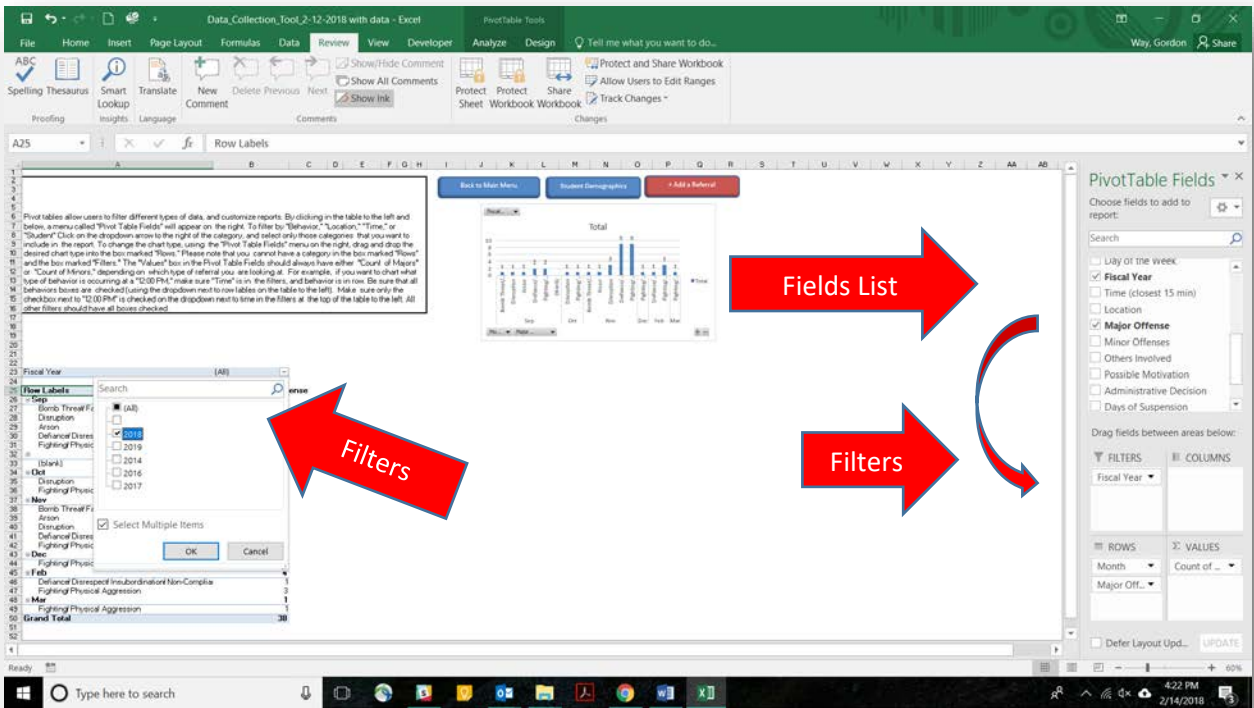 Data_Collection_Tool_2-12-2018 with data - Excel
PivotTable Tools
File Home Insert Page Layout Formulas Data Review View Developer Analyze Design Tell me what you want to do...
Way, Gordon Share
ABC
Spelling Thesaurus Smart Lookup Translate New Comment Delete Previous Next
Show/Hide Comment
Show All Comments
Show Ink
Protect Sheet Protect Workbook Share Workbook
Protect and Share Workbook
Allow Users to Edit Ranges
Track Changes
Proofing Insights Language Comments Changes
A25 fx Row Labels
A B C D E F G H I J K L M N O P Q R S T U V W X Y Z AA AB
Back to Main Menu Student Demographics + Add a Referral
Pivot tables allow users to filter different types of data, and customize reports. By clicking in the table to the left and
below, a menu called "Pivot Table Fields" will appear on the right. To filter by "Behavior," "Location," "Time," or
"Student" Click on the dropdown arrow to the right of the category, and select only those categories that you want to
include in the report. To change the chart type, using the "Pivot Table Fields" menu on the right, drag and drop the
desired chart type into the box marked "Rows." Please note that you cannot have a category in the box marked "Rows"
and the box marked "Filters." The "Values" box in the Pivot Table Fields should always have either "Count of Majors"
or "Count of Minors," depending on which type of referral you are looking at. For example, if you want to chart what
type of behavior is occurring at a "12:00 PM," make sure "Time" is in the filters, and behavior is in row. Be sure that all
behaviors boxes are checked (using the dropdown next to row lables on the table to the left). Make sure only the
checkbox next to "12:00 PM" is checked on the dropdown next to time in the filters at the top of the table to the left. All
other filters should have all boxes checked.
Total
Sep Oct Nov Dec Feb Mar
Total
Fields List
Filters
Filters
Fiscal Year (All)
Row Labels ense
Sep
Bomb Threat/ Fa
Disruption
Arson
Defiance/ Disres
Fighting/ Physic
(blank)
Oct
Disruption
Fighting/ Physic
Nov
Bomb Threat/ Fa
Arson
Disruption
Defiance/ Disres
Fighting/ Physic
Dec
Fighting/ Physic
Feb 4
Defiance/ Disrespect/ Insubordination/ Non-Complia 1
Fighting/ Physical Aggression 3
Mar 1
Fighting/ Physical Aggression 1
Grand Total 38
Search
(All)
2018
2019
2014
2016
2017
Select Multiple Items
OK Cancel
PivotTable Fields
Choose fields to add to report:
Search
Day of the Week
Fiscal Year
Time (closest 15 min)
Location
Major Offense
Minor Offenses
Others Involved
Possible Motivation
Administrative Decision
Days of Suspension
Drag fields between areas below:
FILTERS COLUMNS
Fiscal Year
ROWS Σ VALUES
Month Count of ...
Major Off...
Defer Layout Upd... UPDATE
Ready 60%
Type here to search
4:22 PM
2/14/2018